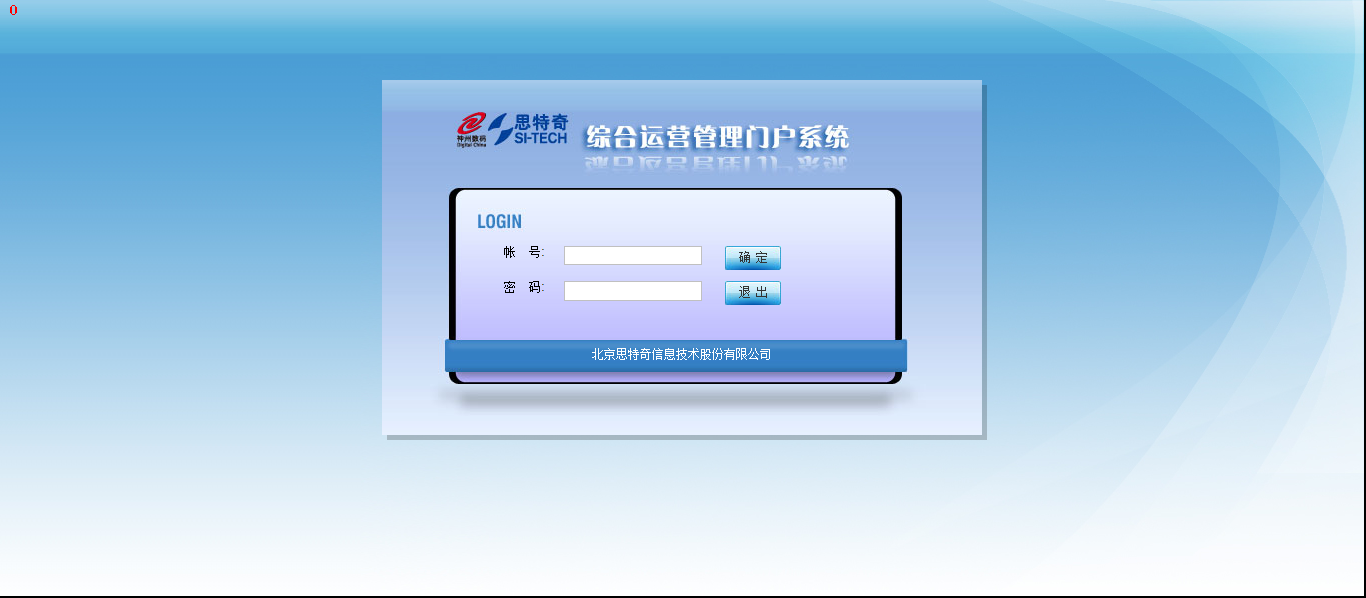 0
神州数码
Digital China
思特奇
SI-TECH
综合运营管理门户系统
LOGIN
帐 号:
确 定
密 码:
退 出
北京思特奇信息技术股份有限公司